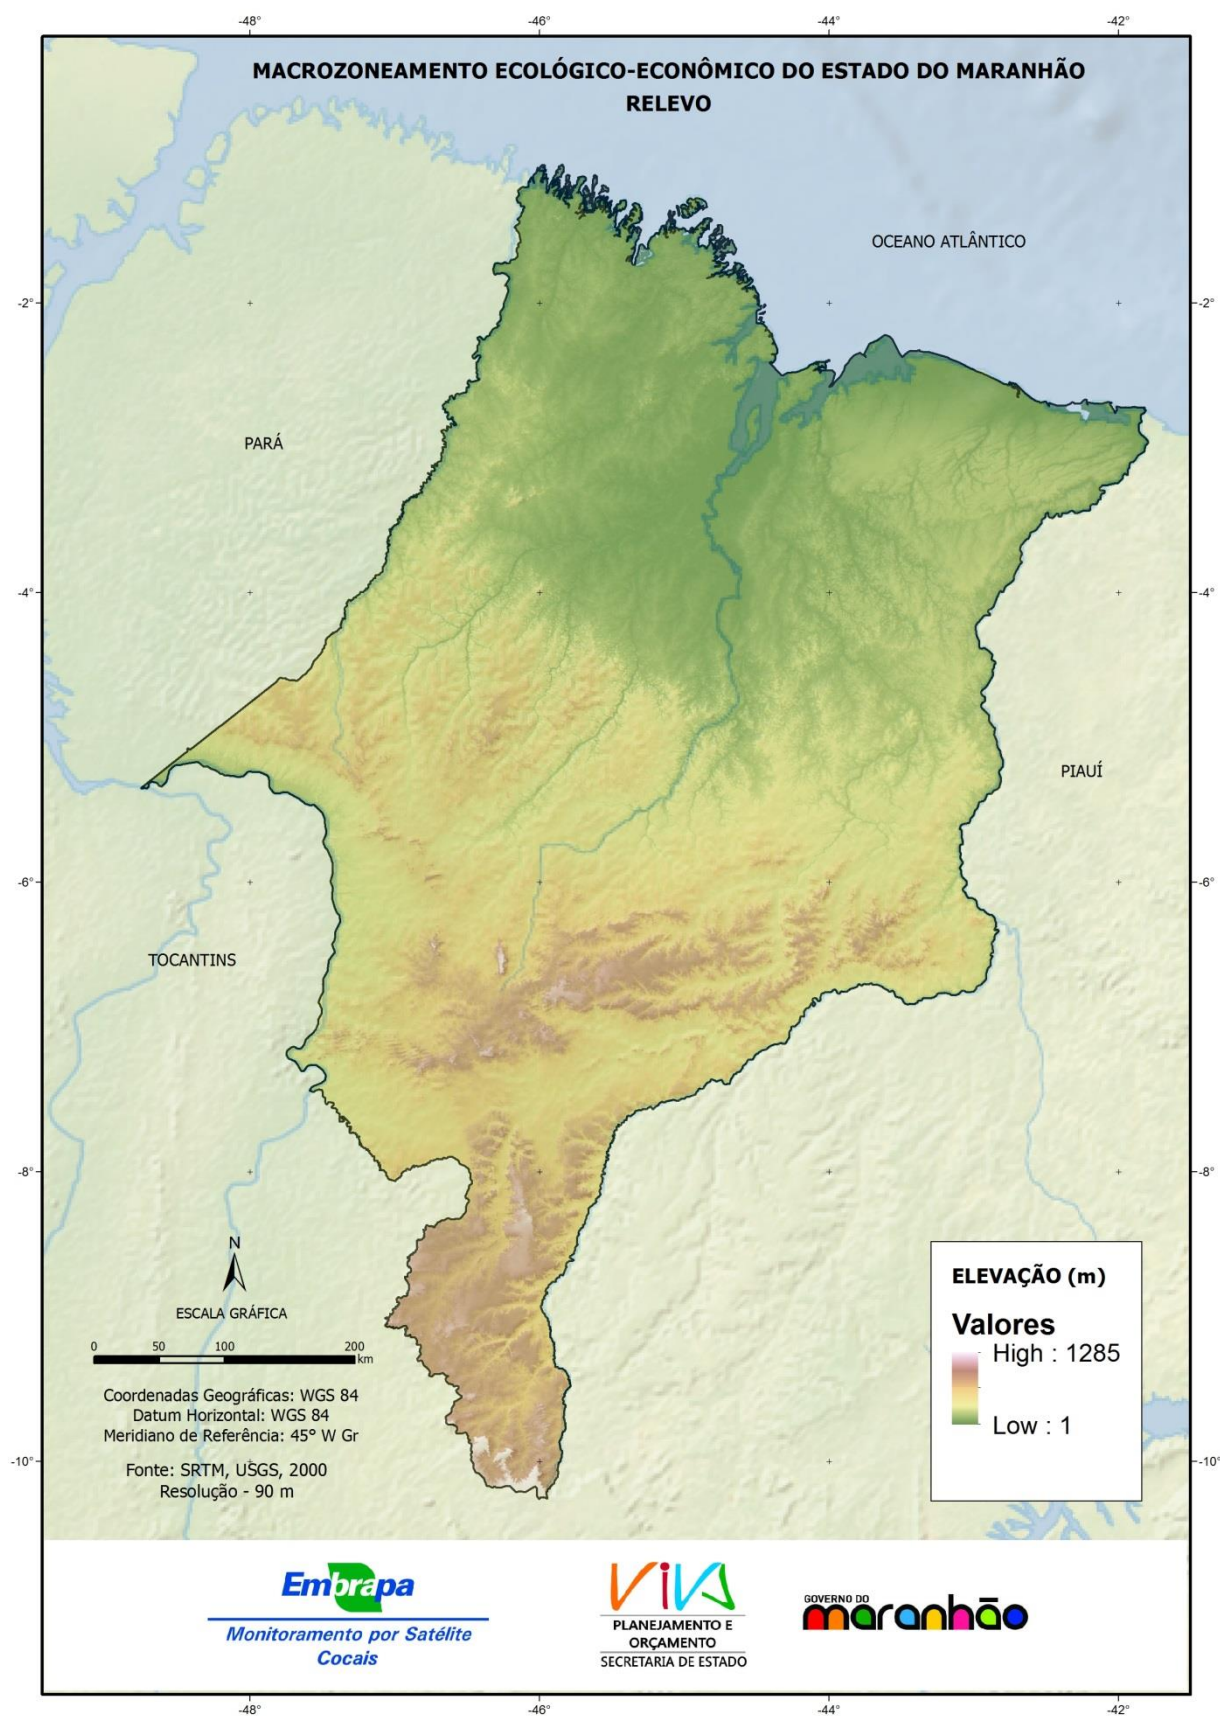 -48°
-46°
-44°
-42°
MACROZONEAMENTO ECOLÓGICO-ECONÔMICO DO ESTADO DO MARANHÃO
RELEVO
OCEANO ATLÂNTICO
-2°
-2°
PARÁ
-4°
-4°
PIAUÍ
-6°
-6°
TOCANTINS
-8°
-8°
N
ESCALA GRÁFICA
0 50 100 200
km
Coordenadas Geográficas: WGS 84
Datum Horizontal: WGS 84
Meridiano de Referência: 45° W Gr
Fonte: SRTM, USGS, 2000
Resolução - 90 m
ELEVAÇÃO (m)
Valores
High : 1285
Low : 1
-10°
-10°
Embrapa
Monitoramento por Satélite
Cocais
VIVA
PLANEJAMENTO E
ORÇAMENTO
SECRETARIA DE ESTADO
GOVERNO DO
maranhão
-48°
-46°
-44°
-42°